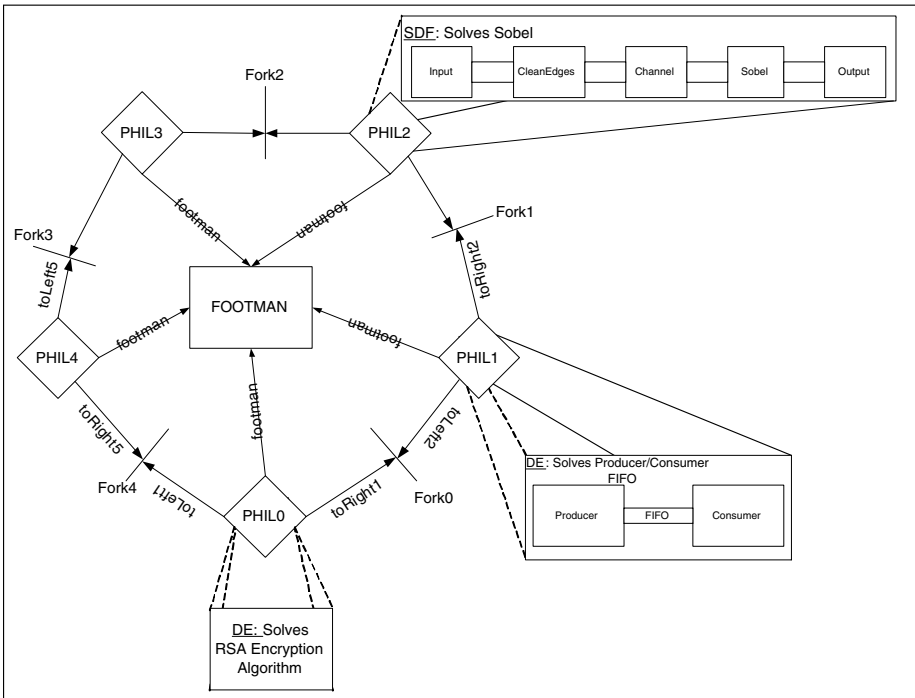 SDF: Solves Sobel
Input
CleanEdges
Channel
Sobel
Output
Fork2
PHIL3
PHIL2
footman
footman
Fork1
Fork3
toLeft5
toRight2
FOOTMAN
footman
footman
PHIL4
PHIL1
footman
toRight5
toLeft2
Fork4
toLeft1
toRight1
Fork0
PHIL0
DE: Solves Producer/Consumer
FIFO
Producer
FIFO
Consumer
DE: Solves
RSA Encryption
Algorithm